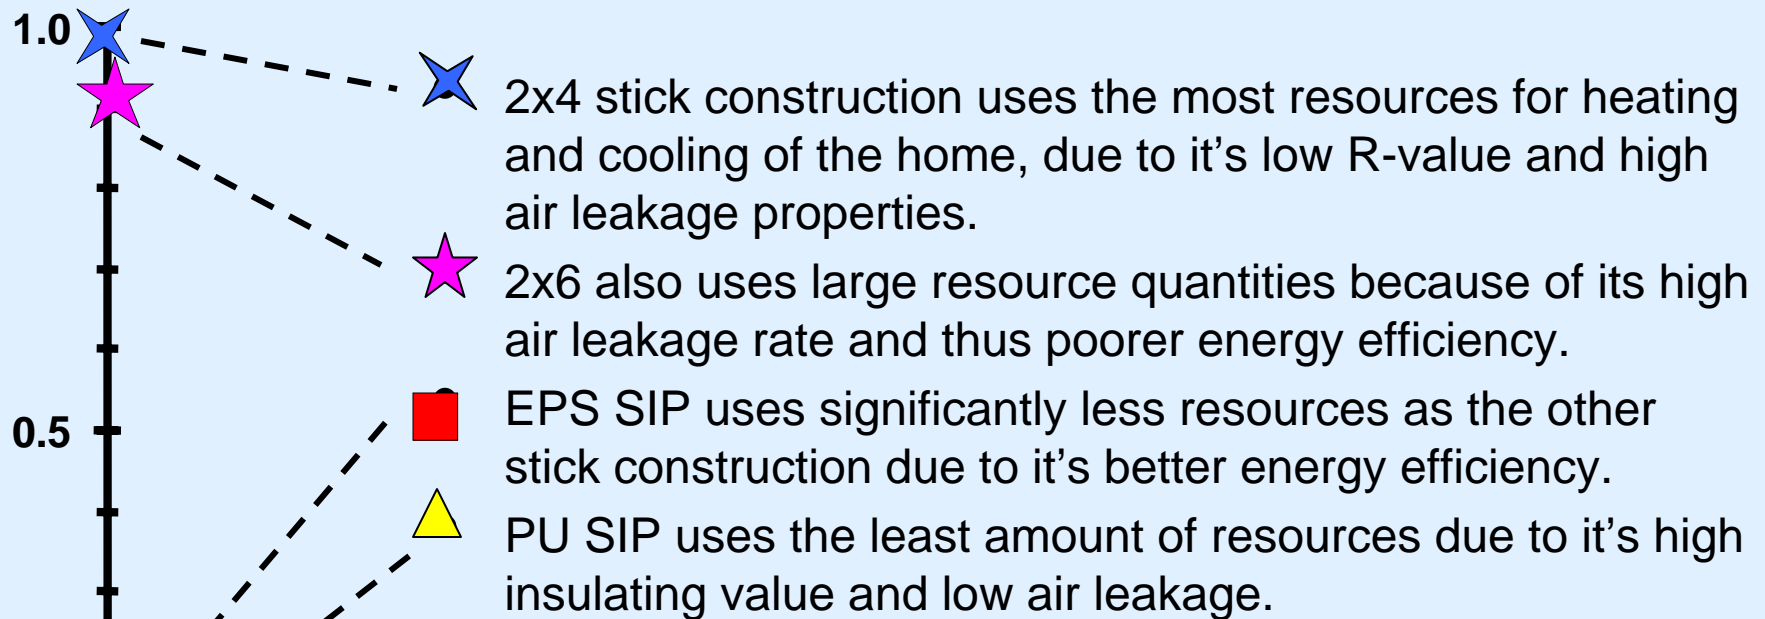 1.0
2x4 stick construction uses the most resources for heating
and cooling of the home, due to it's low R-value and high
air leakage properties.
2x6 also uses large resource quantities because of its high
air leakage rate and thus poorer energy efficiency.
0.5
EPS SIP uses significantly less resources as the other
stick construction due to it's better energy efficiency.
PU SIP uses the least amount of resources due to it’s high
insulating value and low air leakage.